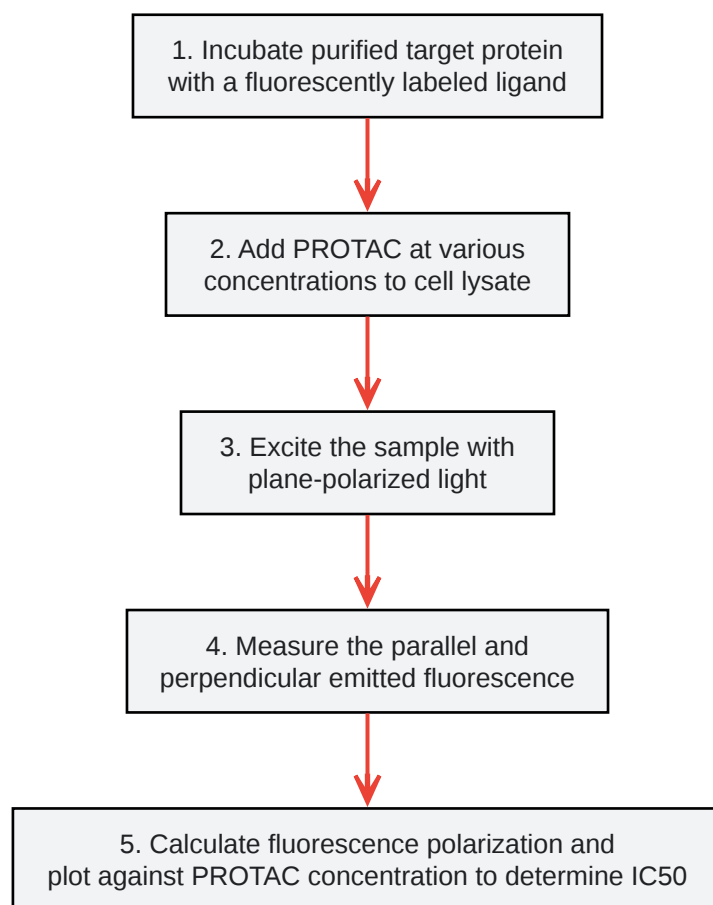 1. Incubate purified target protein
with a fluorescently labeled ligand
2. Add PROTAC at various
concentrations to cell lysate
3. Excite the sample with
plane-polarized light
4. Measure the parallel and
perpendicular emitted fluorescence
5. Calculate fluorescence polarization and
plot against PROTAC concentration to determine IC50